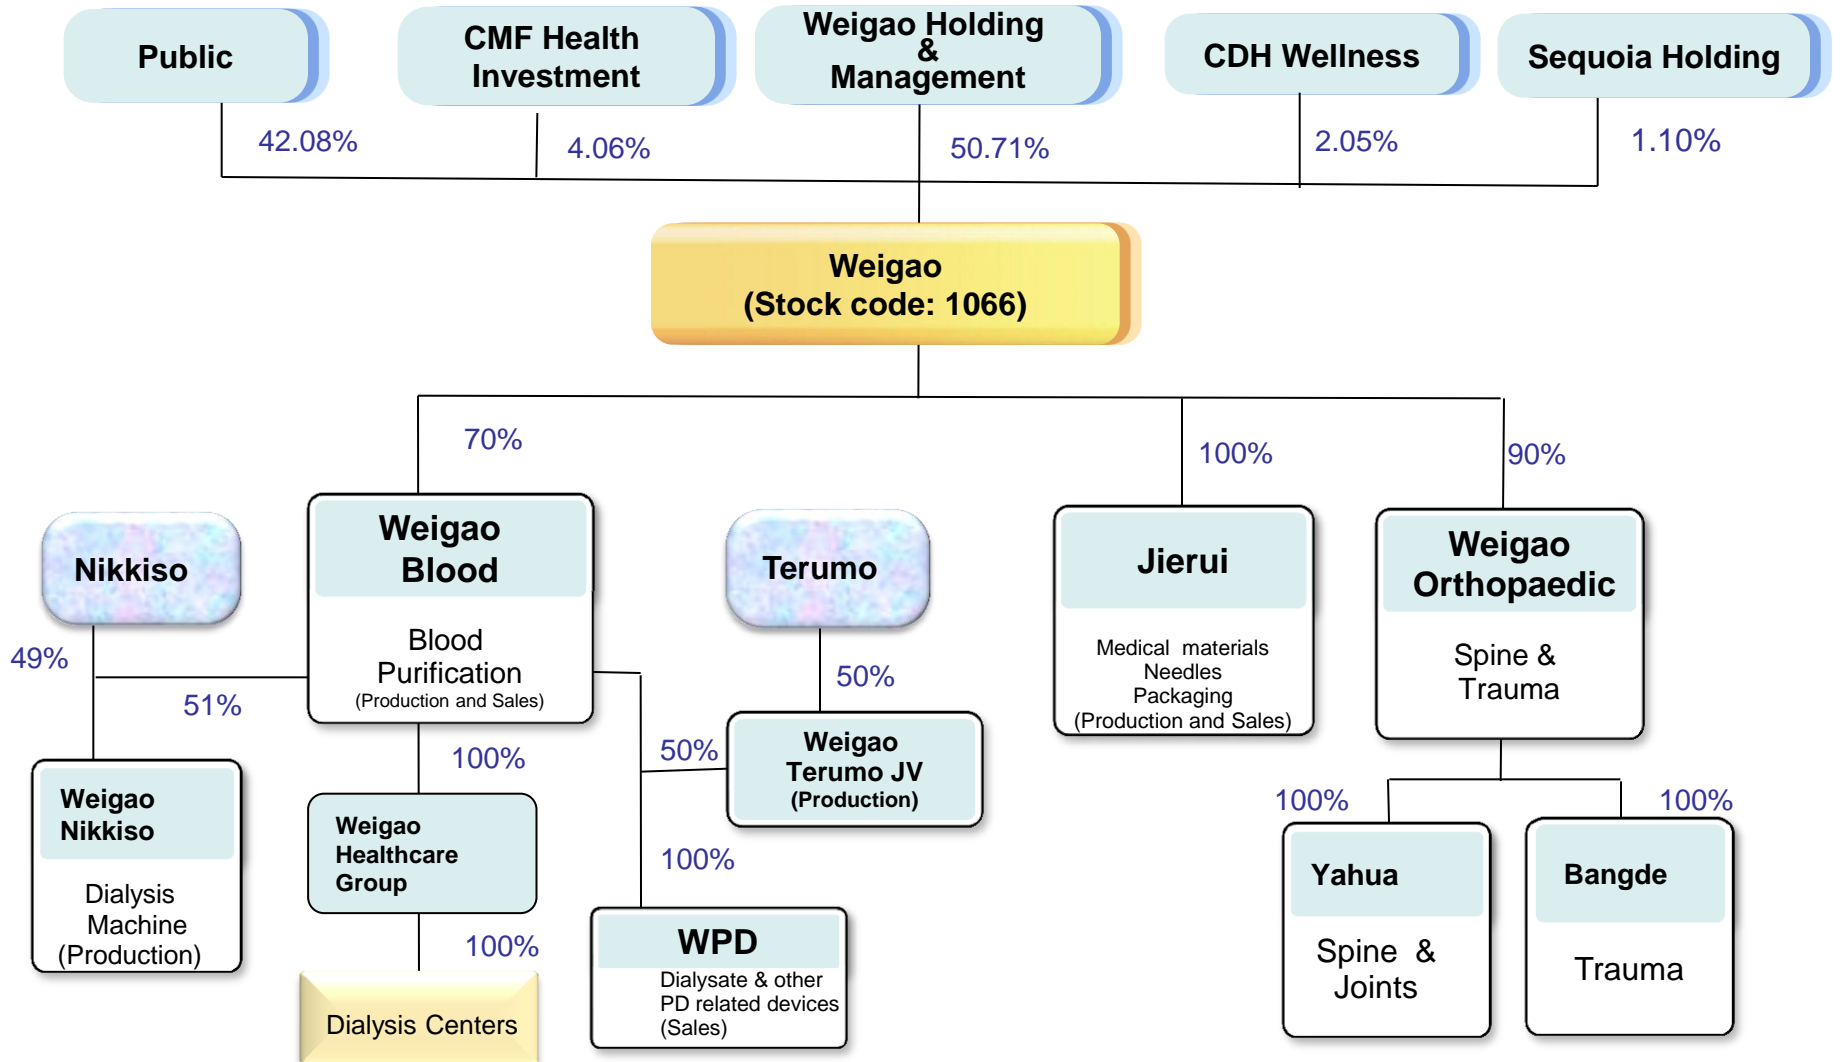 Public
CMF Health
Investment
Weigao Holding
&
Management
CDH Wellness
Sequoia Holding
42.08%
4.06%
50.71%
2.05%
1.10%
Weigao
(Stock code: 1066)
70%
100%
90%
Nikkiso
Weigao
Blood
Blood
Purification
(Production and Sales)
Terumo
Jierui
Medical materials
Needles
Packaging
(Production and Sales)
Weigao
Orthopaedic
Spine &
Trauma
49%
51%
50%
100%
50%
Weigao
Terumo JV
(Production)
100%
100%
Weigao
Nikkiso
Dialysis
Machine
(Production)
Weigao
Healthcare
Group
100%
100%
WPD
Dialysate & other
PD related devices
(Sales)
Yahua
Spine &
Joints
Bangde
Trauma
Dialysis Centers